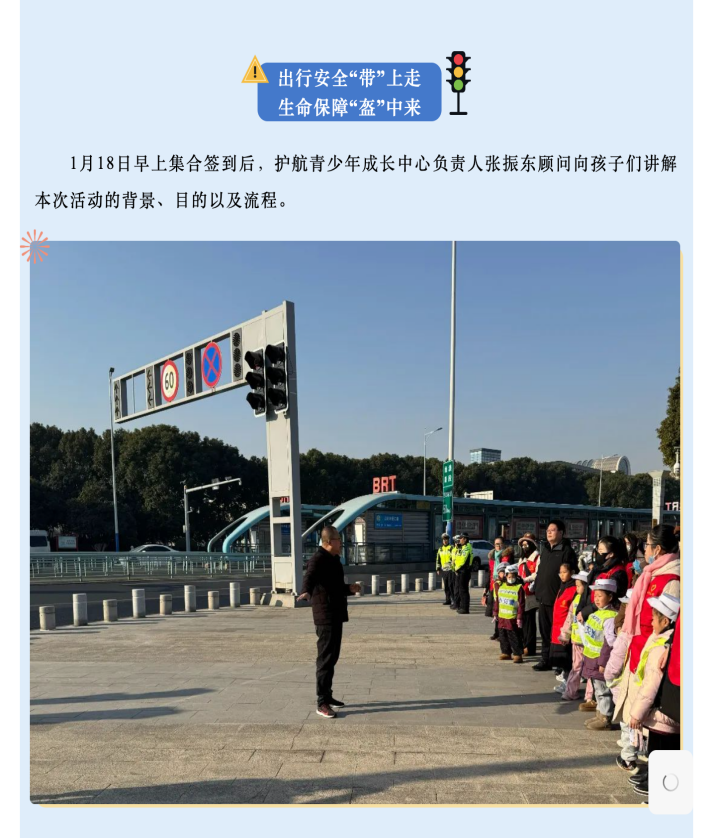 出行安全“带”上走
生命保障“盔”中来
1月18日早上集合签到后，护航青少年成长中心负责人张振东顾问向孩子们讲解
本次活动的背景、目的以及流程。
60
BRT